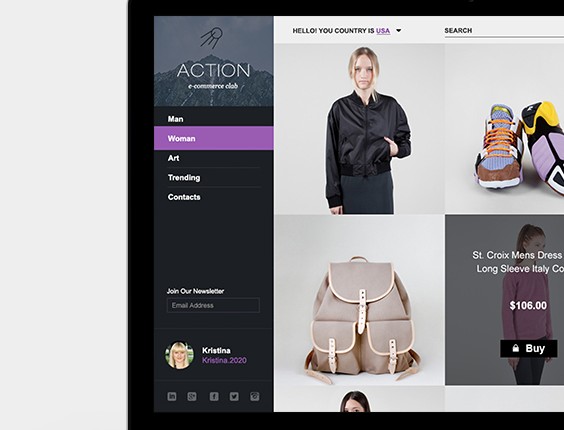 ACTION
e-commerce club
Man
Woman
Art
Trending
Contacts
Join Our Newsletter
Email Address
Kristina
Kristina.2020
HELLO! YOU COUNTRY IS USA
SEARCH
St. Croix Mens Dress
Long Sleeve Italy Co
$106.00
Buy